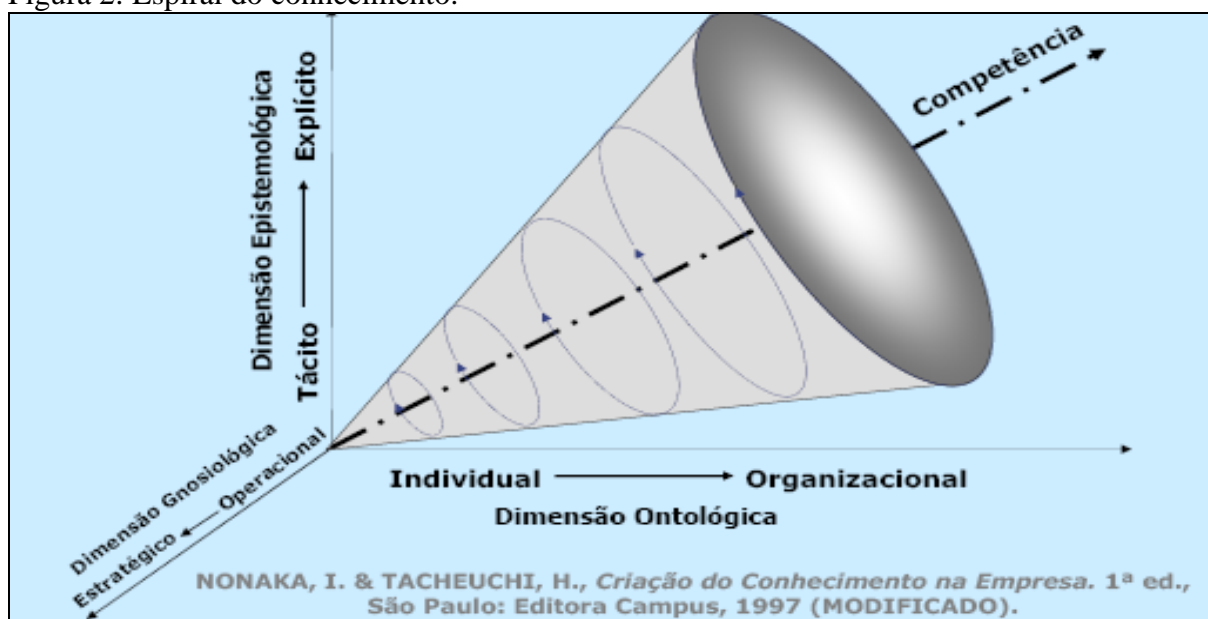 Figura 2: Espiral do conhecimento.
Competência
Dimensão Epistemológica
Tácito
Explícito
Dimensão Gnosiológica
Operacional
Estratégico
Individual
Organizacional
Dimensão Ontológica
NONAKA, I. & TACHEUCHI, H., Criação do Conhecimento na Empresa. 1ª ed.,
São Paulo: Editora Campus, 1997 (MODIFICADO).